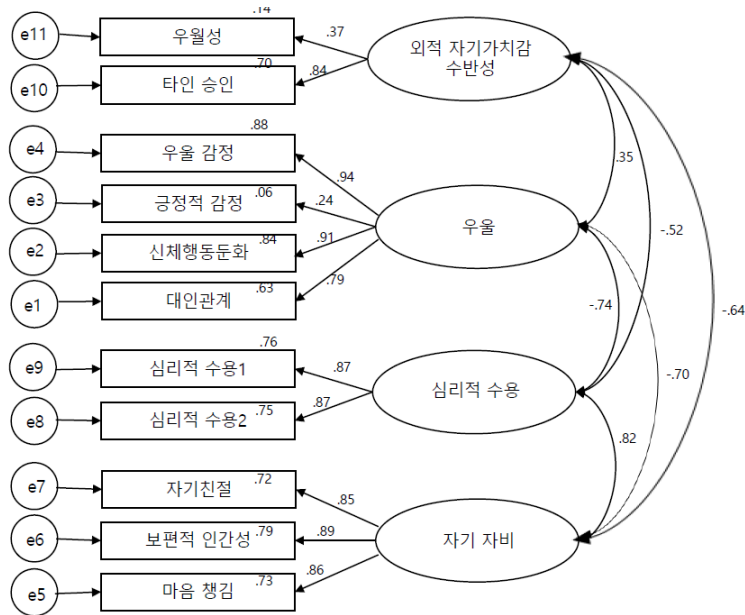 .14
e11 우월성 .37 외적 자기가치감
수반성
.70
e10 타인 승인 .84
.88
e4 우울 감정 .94 .35
e3 긍정적 감정 .06 .24 우울 -.52
e2 신체행동둔화 .84 .91
e1 대인관계 .63 .79 -.74 -.64
.76
e9 심리적 수용1 .87 심리적 수용 -.70
e8 심리적 수용2 .75 .87 .82
e7 자기친절 .72 .85
e6 보편적 인간성 .79 .89 자기 자비
e5 마음 챙김 .73 .86